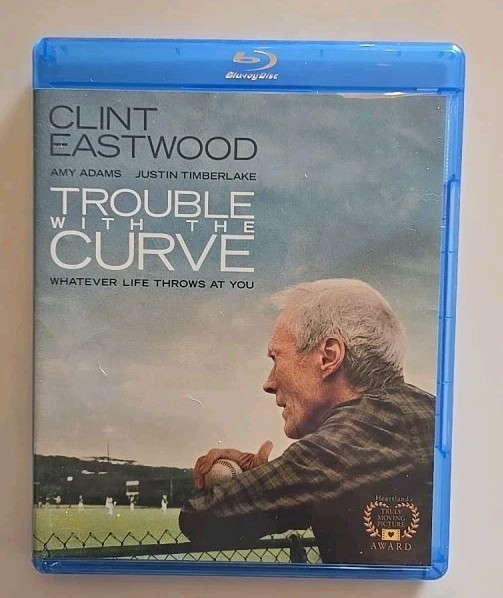 Blu-ray Disc
CLINT
EASTWOOD
AMY ADAMS JUSTIN TIMBERLAKE
TROUBLE
WITH THE
CURVE
WHATEVER LIFE THROWS AT YOU
Heartland
TRULY
MOVING
PICTURE
AWARD